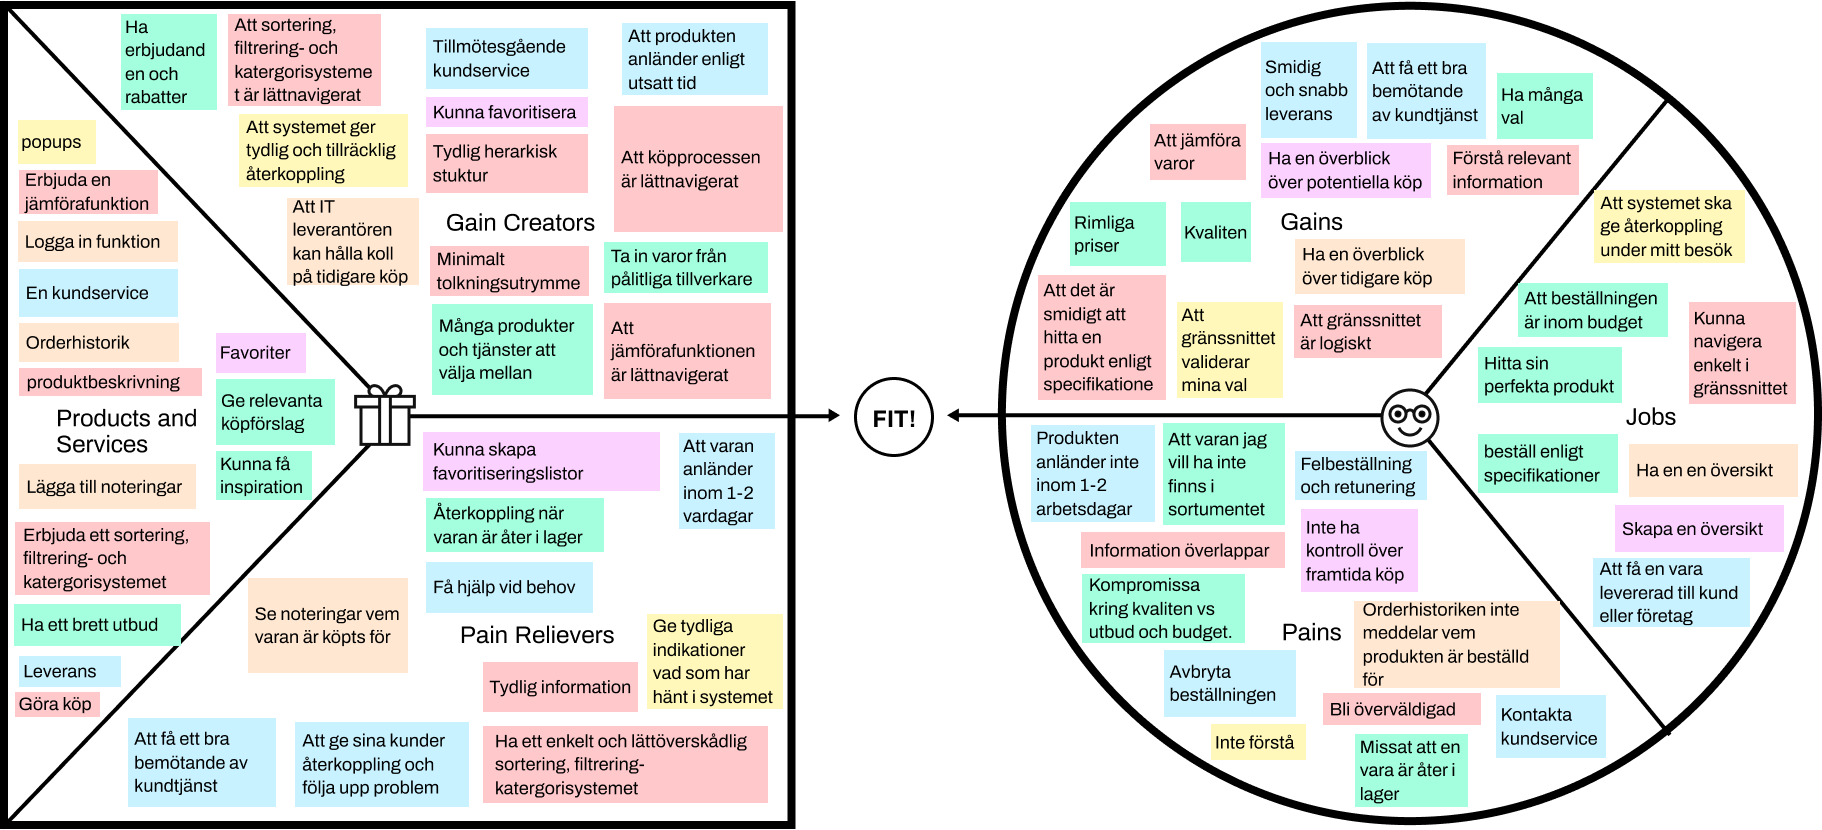 Ha
erbjudand
en och
rabatter
Att sortering,
filtrering- och
katergorisysteme
t är lättnavigerat
Tillmötesgående
kundservice
Att produkten
anländer enligt
utsatt tid
popups
Att systemet ger
tydlig och tillräcklig
återkoppling
Kunna favoritisera
Tydlig herarkisk
stuktur
Att köpprocessen
är lättnavigerat
Erbjuda en
jämförafunktion
Logga in funktion
Att IT
leverantören
kan hålla koll
på tidigare köp
Gain Creators
Minimalt
tolkningsutrymme
Ta in varor från
pålitliga tillverkare
En kundservice
Orderhistorik
Många produkter
och tjänster att
välja mellan
Att
jämförafunktionen
är lättnavigerat
Favoriter
produktbeskrivning
Ge relevanta
köpförslag
Products and
Services
Kunna få
inspiration
Lägga till noteringar
Erbjuda ett sortering,
filtrering- och
katergorisystemet
Ha ett brett utbud
Leverans
Göra köp
Kunna skapa
favoritiseringslistor
Att varan
anländer
inom 1-2
vardagar
Återkoppling när
varan är åter i lager
Få hjälp vid behov
Se noteringar vem
varan är köpts för
Pain Relievers
Ge tydliga
indikationer
vad som har
hänt i systemet
Tydlig information
Att få ett bra
bemötande av
kundtjänst
Att ge sina kunder
återkoppling och
följa upp problem
Ha ett enkelt och lättöverskådlig
sortering, filtrering-
katergorisystemet
FIT!
Smidig
och snabb
leverans
Att få ett bra
bemötande
av kundtjänst
Ha många
val
Att jämföra
varor
Ha en överblick
över potentiella köp
Förstå relevant
information
Rimliga
priser
Kvaliten
Gains
Ha en överblick
över tidigare köp
Att det är
smidigt att
hitta en
produkt enligt
specifikatione
Att
gränssnittet
validerar
mina val
Att gränssnittet
är logiskt
Att systemet ska
ge återkoppling
under mitt besök
Att beställningen
är inom budget
Kunna
navigera
enkelt i
gränssnittet
Hitta sin
perfekta produkt
Jobs
beställ enligt
specifikationer
Ha en en översikt
Skapa en översikt
Att få en vara
levererad till kund
eller företag
Produkten
anländer inte
inom 1-2
arbetsdagar
Att varan jag
vill ha inte
finns i
sortumentet
Felbeställning
och retunering
Information överlappar
Inte ha
kontroll över
framtida köp
Kompromissa
kring kvaliten vs
utbud och budget.
Pains
Orderhistoriken inte
meddelar vem
produkten är beställd
för
Avbryta
beställningen
Bli överväldigad
Kontakta
kundservice
Inte förstå
Missat att en
vara är åter i
lager